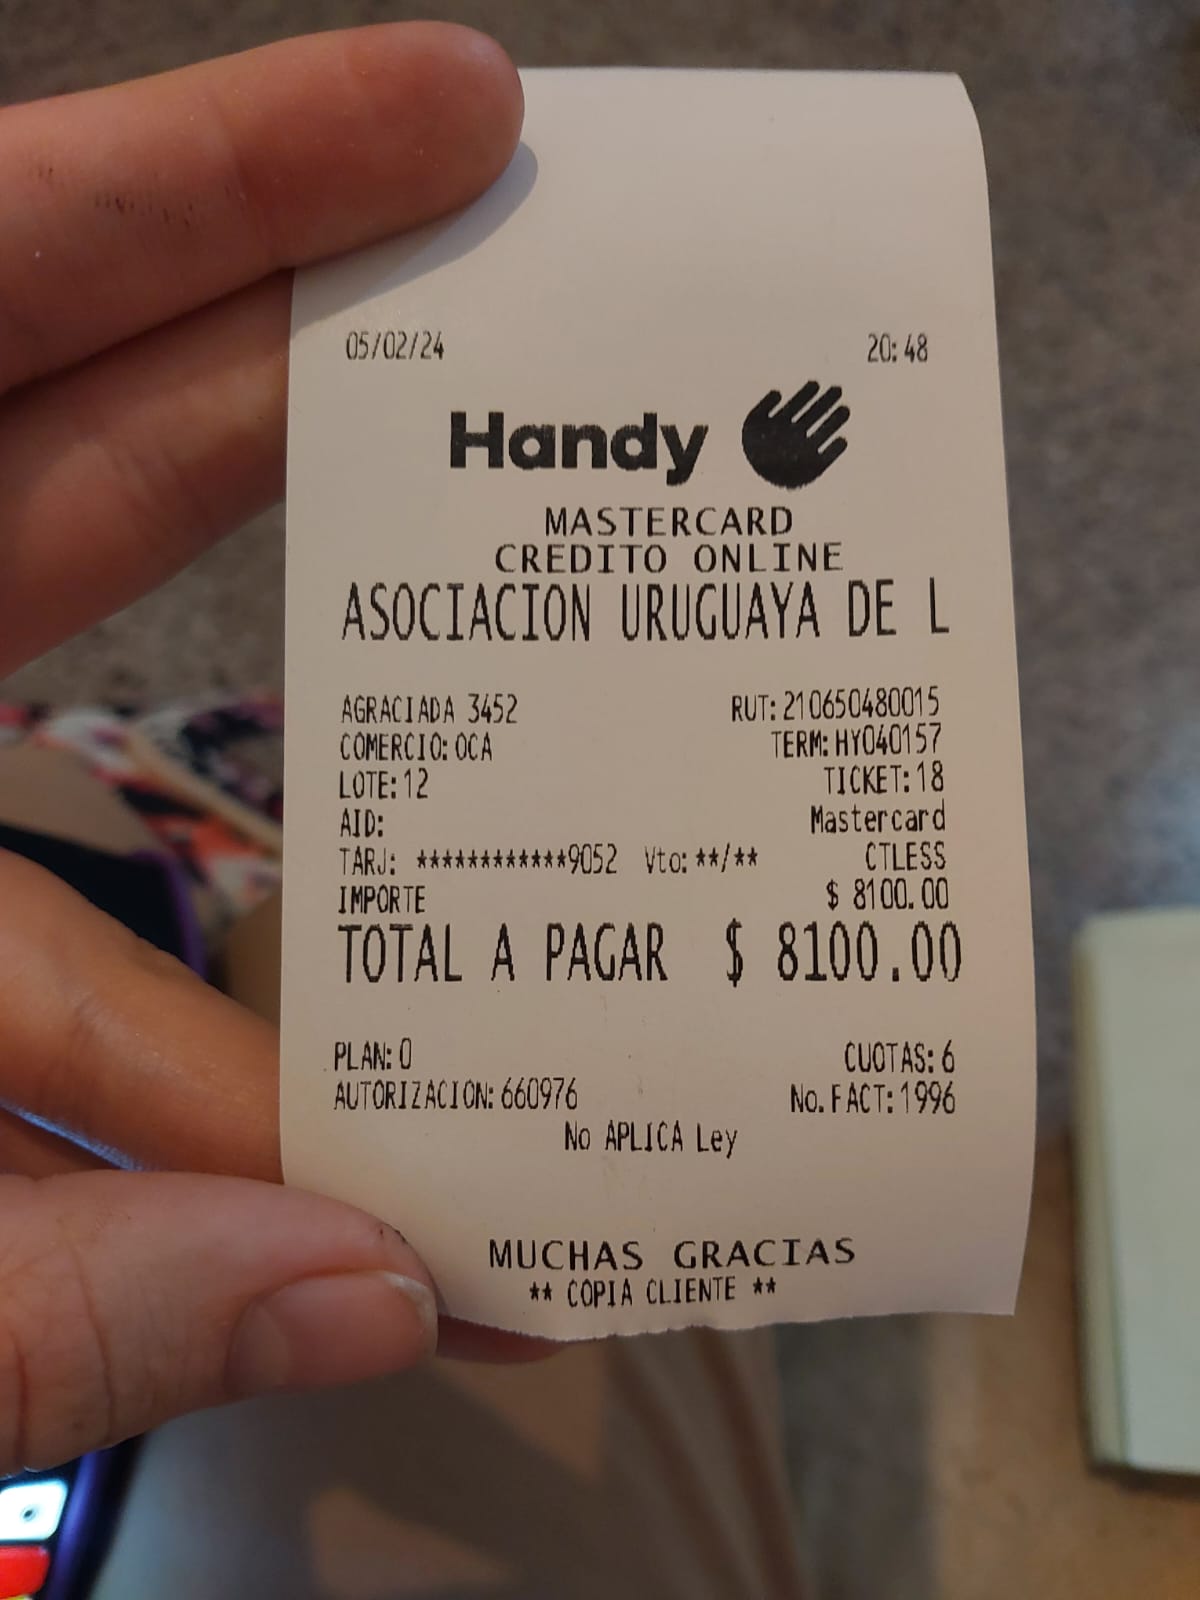 05/02/24 20:48
Handy
MASTERCARD
CREDITO ONLINE
ASOCIACION URUGUAYA DE L
AGRACIADA 3452 RUT:210650480015
COMERCIO: OCA TERM:HY040157
LOTE:12 TICKET:18
AID: Mastercard
TARJ: ************9052 Vto:**/** CTLESS
IMPORTE $ 8100.00
TOTAL A PAGAR $ 8100.00
PLAN:0 CUOTAS:6
AUTORIZACION:660976 No.FACT:1996
No APLICA Ley
MUCHAS GRACIAS
** COPIA CLIENTE **